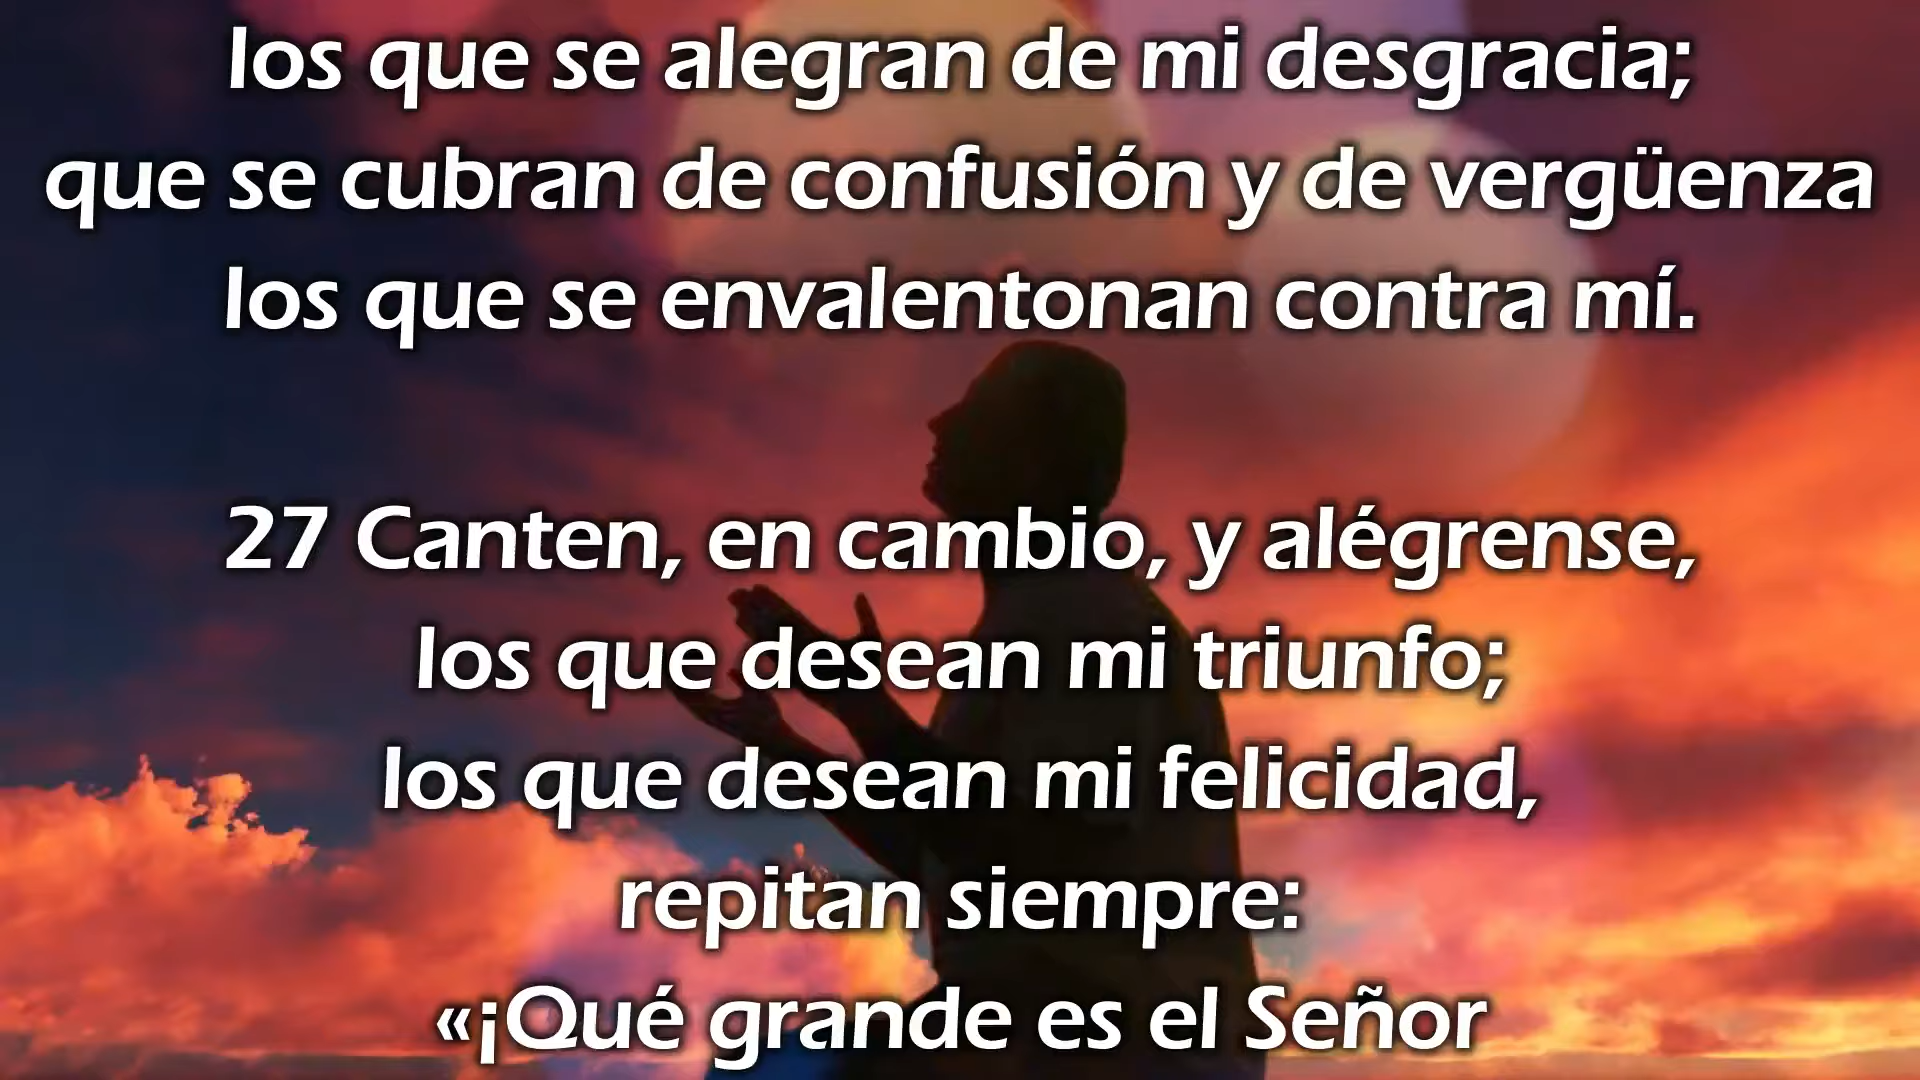 los que se alegran de mi desgracia;
que se cubran de confusión y de vergüenza
los que se envalentonan contra mí.
27 Canten, en cambio, y alégrense,
los que desean mi triunfo;
los que desean mi felicidad,
repitan siempre:
«¡Qué grande es el Señor